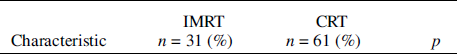 IMRT CRT
Characteristic n = 31 (%) n = 61 (%) p